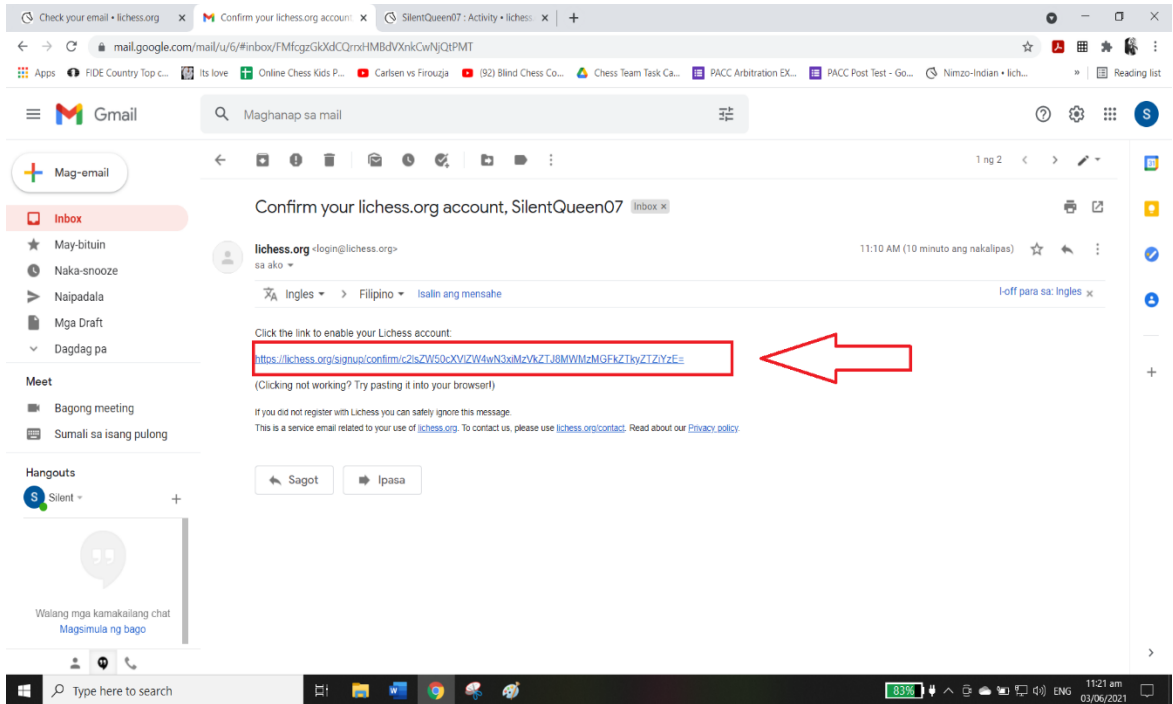 Check your email • lichess.org
Confirm your lichess.org account
SilentQueen07 : Activity • lichess
mail.google.com/mail/u/6/#inbox/FMfcgzGkXdCQrrxHMBdVXnkCwNjQtPMT
Apps FIDE Country Top c... Its love Online Chess Kids P... Carlsen vs Firouzja (92) Blind Chess Co... Chess Team Task Ca... PACC Arbitration EX... PACC Post Test - Go... Nimzo-Indian • lich... » Reading list
Gmail
Maghanap sa mail
S
Mag-email
1 ng 2
31
Inbox
May-bituin
Naka-snooze
Naipadala
Mga Draft
Dagdag pa
Meet
Bagong meeting
Sumali sa isang pulong
Hangouts
S Silent
Walang mga kamakailang chat
Magsimula ng bago
Confirm your lichess.org account, SilentQueen07 Inbox ×
lichess.org <login@lichess.org>
11:10 AM (10 minuto ang nakalipas)
sa ako
Ingles > Filipino Isalin ang mensahe
I-off para sa: Ingles ×
Click the link to enable your Lichess account:
(Clicking not working? Try pasting it into your browser!)
If you did not register with Lichess you can safely ignore this message.
This is a service email related to your use of lichess.org. To contact us, please use lichess.org/contact. Read about our Privacy policy.
Sagot
Ipasa
Type here to search
83%
ENG
11:21 am
03/06/2021